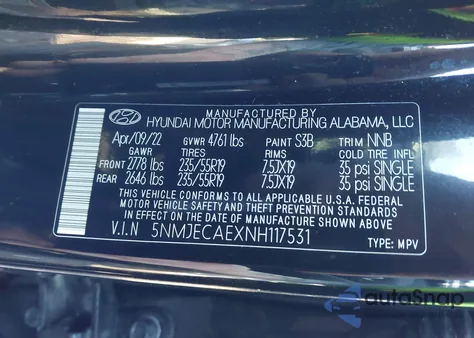 MANUFACTURED BY
HYUNDAI MOTOR MANUFACTURING ALABAMA, LLC
Apr/09/22 GVWR 4761 lbs PAINT S3B TRIM NNB
GAWR TIRES RIMS COLD TIRE INFL
FRONT 2778 lbs 235/55R19 7.5JX19 35 psi SINGLE
REAR 2646 lbs 235/55R19 7.5JX19 35 psi SINGLE
THIS VEHICLE CONFORMS TO ALL APPLICABLE U.S.A. FEDERAL
MOTOR VEHICLE SAFETY AND THEFT PREVENTION STANDARDS
IN EFFECT ON THE DATE OF MANUFACTURE SHOWN ABOVE.
V.I.N 5NMJECAEXNH117531 TYPE: MPV
autoSnap